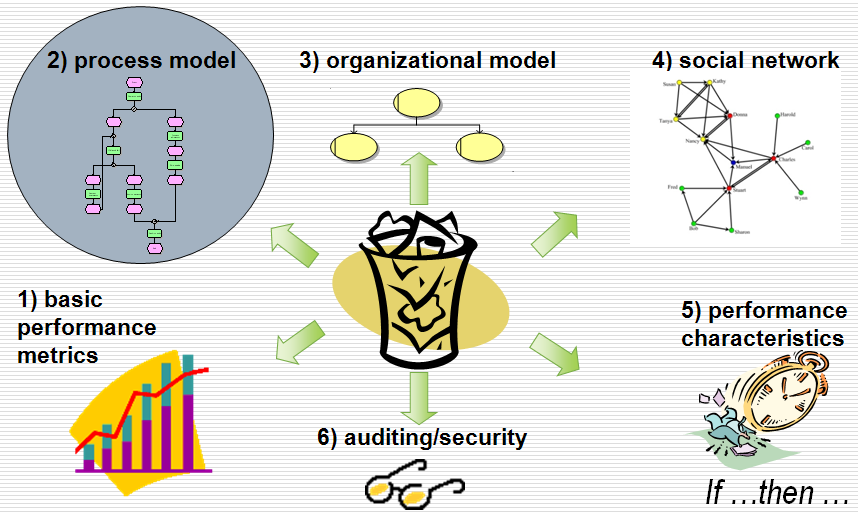 2) process model
3) organizational model
4) social network
Susan
Kathy
Tanya
Donna
Harold
Nancy
Carol
Manuel
Charles
Fred
Stuart
Wynn
Bob
Sharon
1) basic
performance
metrics
5) performance
characteristics
6) auditing/security
If ...then ...